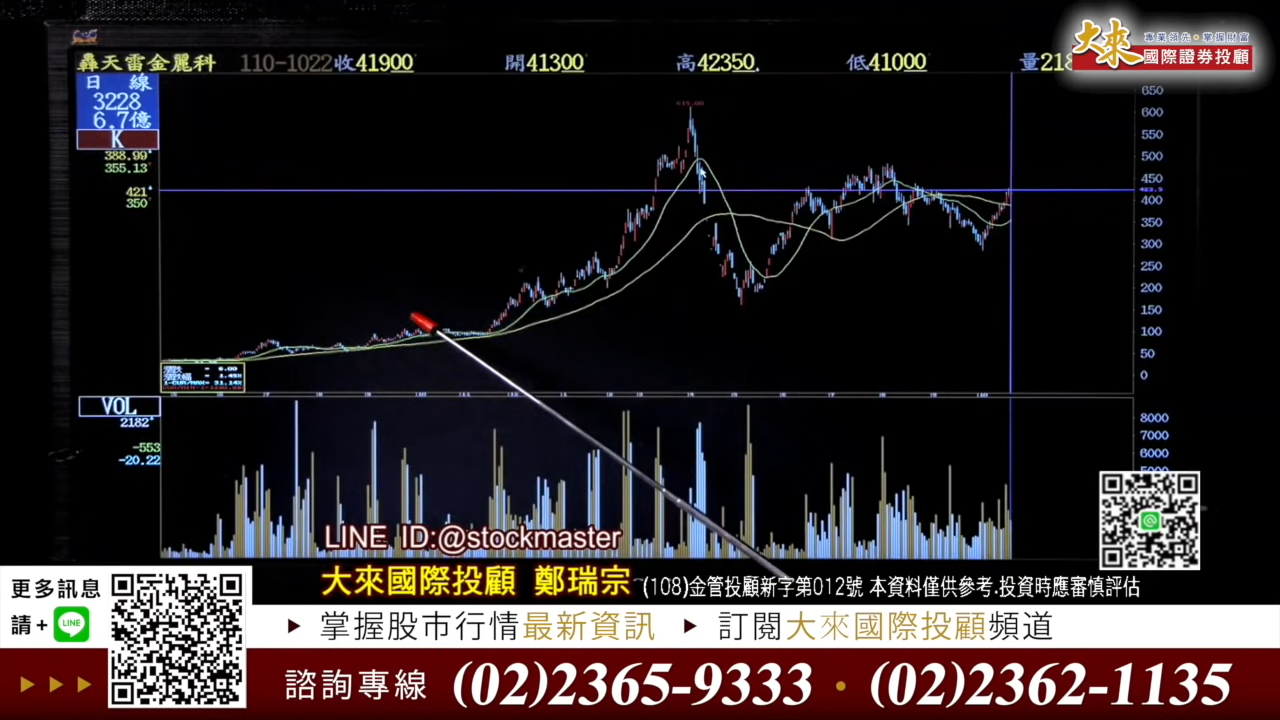 大來
專業領先•掌握財富
國際證券投顧
轟天雷金麗科 110-1022收41900 開41300 高42350. 低41000 量218
日 線
3228
6.7億
K
388.99
355.13
421
350
650
600
550
500
450
400
350
300
250
200
150
100
50
0
VOL
2182
-553
-20.22
8000
7000
6000
5000
LINE ID:@stockmaster
大來國際投顧 鄭瑞宗 (108)金管投顧新字第012號 本資料僅供參考.投資時應審慎評估
更多訊息
請+ LINE
掌握股市行情最新資訊 訂閱大來國際投顧頻道
諮詢專線 (02)2365-9333 • (02)2362-1135